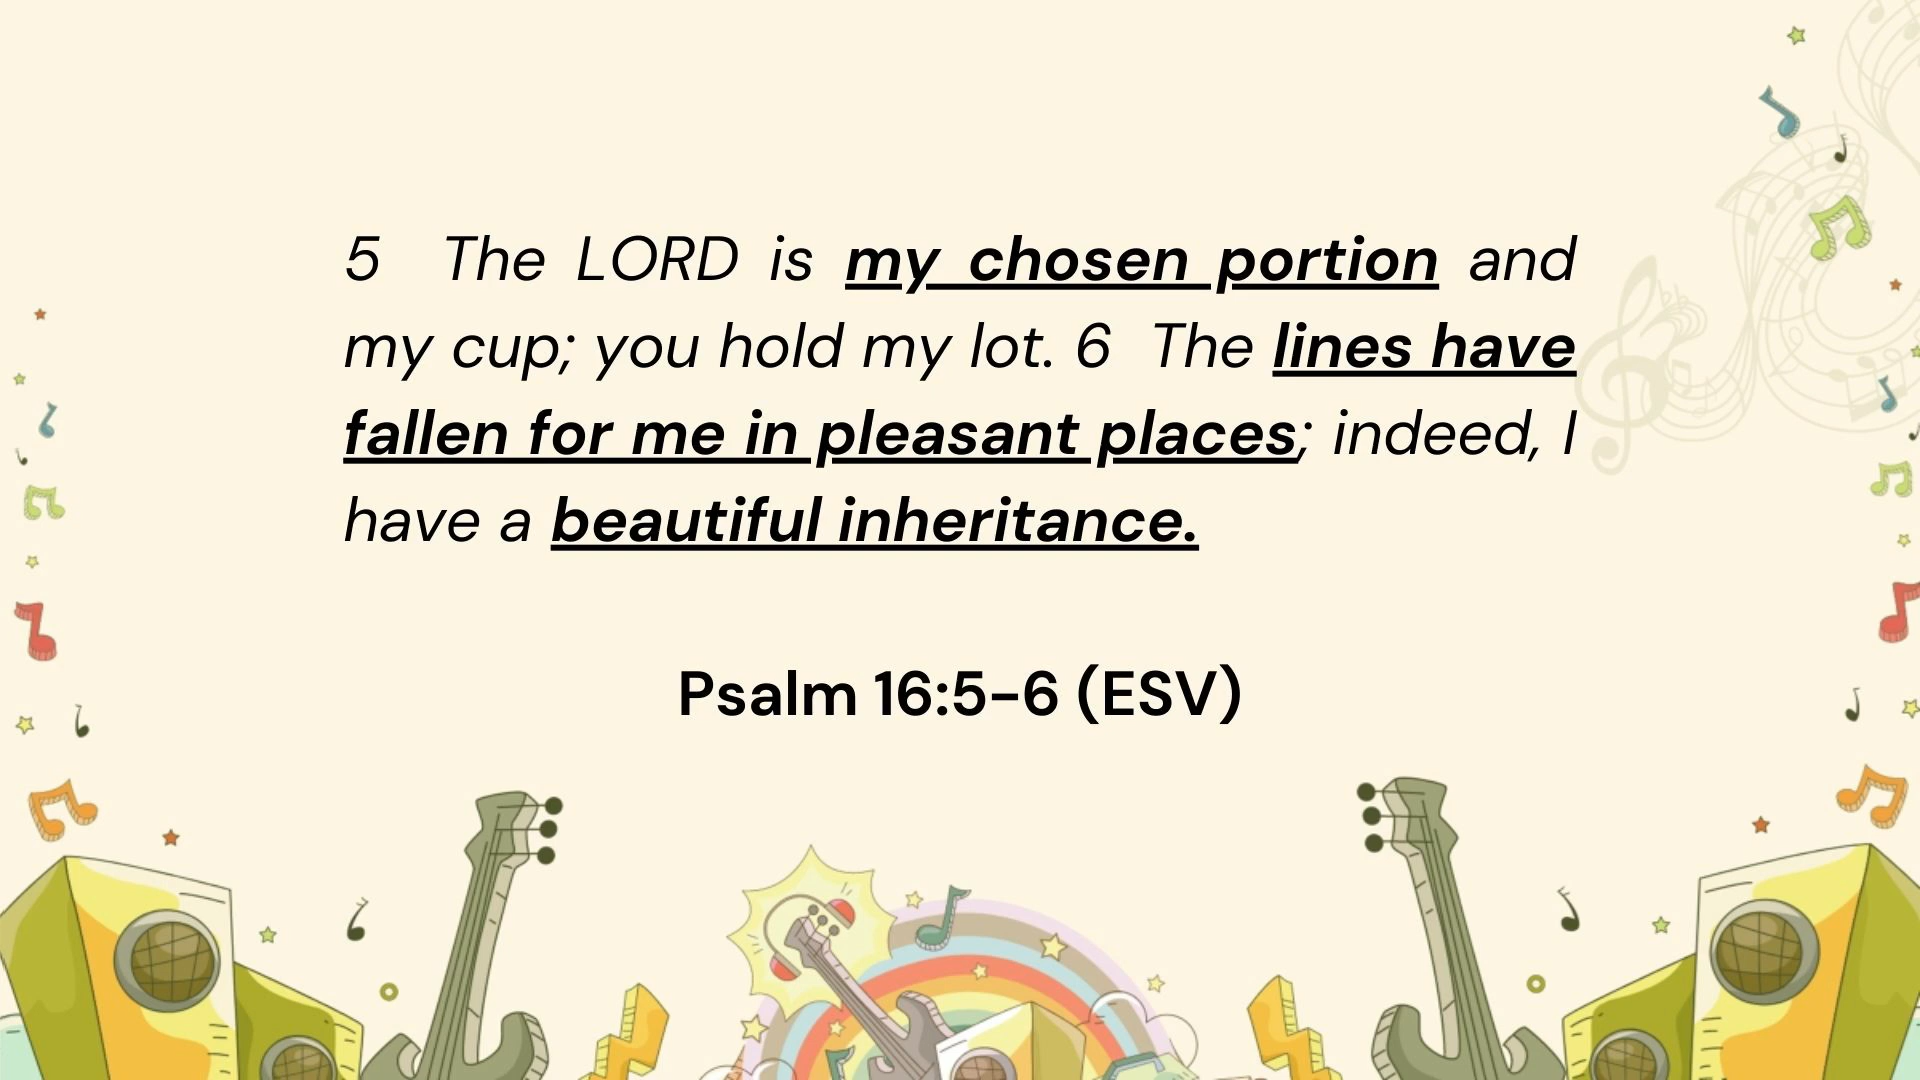 5 The LORD is my chosen portion and
my cup; you hold my lot. 6 The lines have
fallen for me in pleasant places; indeed, I
have a beautiful inheritance.
Psalm 16:5-6 (ESV)